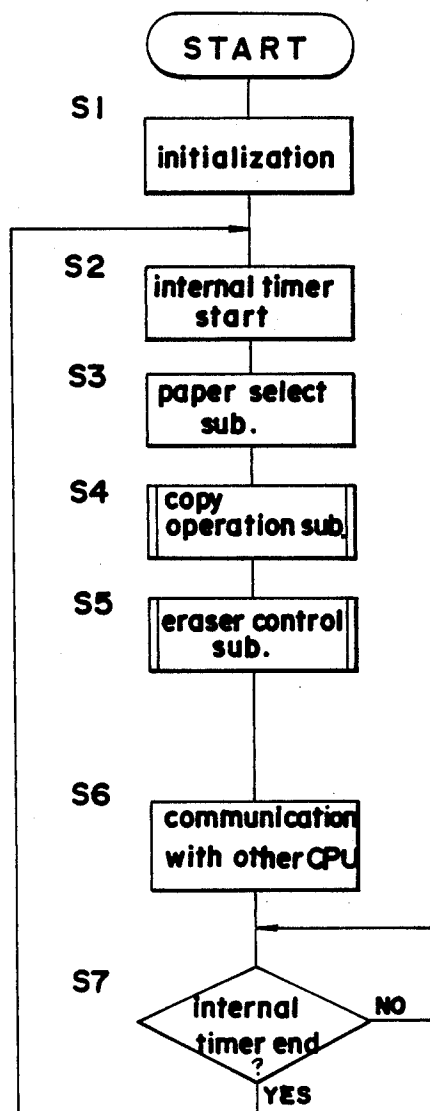 START
S1
initialization
S2
internal timer
start
S3
paper select
sub.
S4
copy
operation sub.
S5
eraser control
sub.
S6
communication
with other CPU
S7
internal
timer end
?
NO
YES